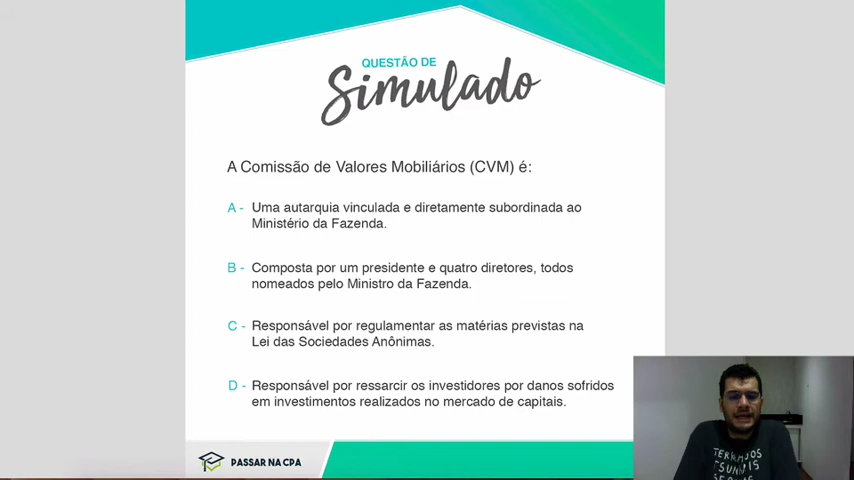 QUESTÃO DE
Simulado
A Comissão de Valores Mobiliários (CVM) é:
A - Uma autarquia vinculada e diretamente subordinada ao
Ministério da Fazenda.
B - Composta por um presidente e quatro diretores, todos
nomeados pelo Ministro da Fazenda.
C - Responsável por regulamentar as matérias previstas na
Lei das Sociedades Anônimas.
D - Responsável por ressarcir os investidores por danos sofridos
em investimentos realizados no mercado de capitais.
PASSAR NA CPA